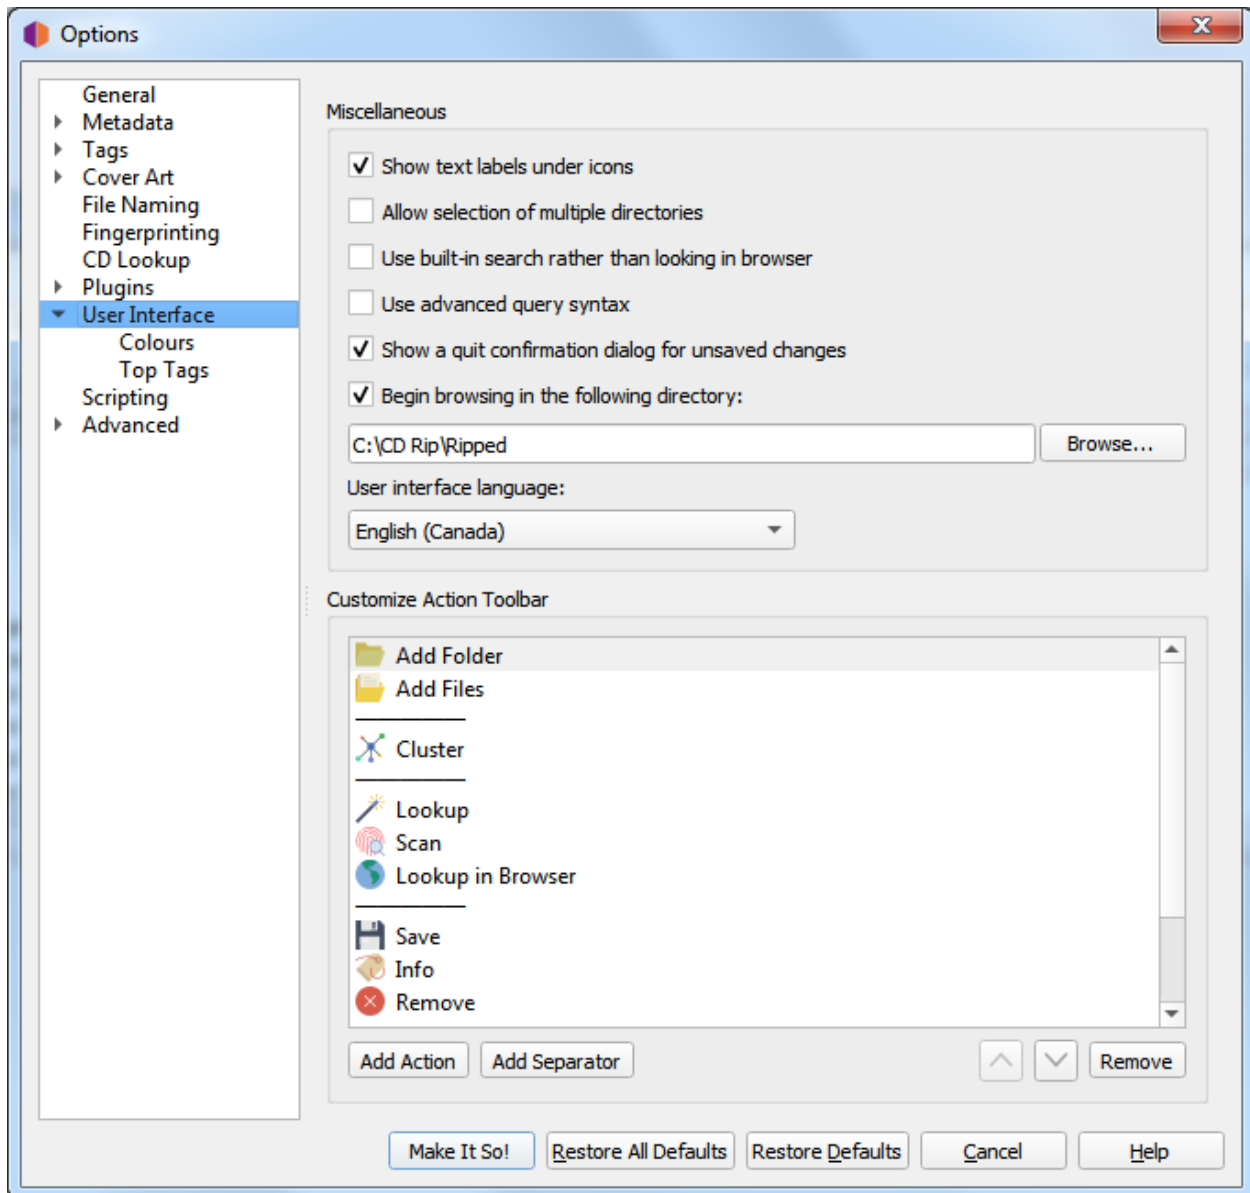 Options
General
Metadata
Tags
Cover Art
File Naming
Fingerprinting
CD Lookup
Plugins
User Interface
Colours
Top Tags
Scripting
Advanced
Miscellaneous
Show text labels under icons
Allow selection of multiple directories
Use built-in search rather than looking in browser
Use advanced query syntax
Show a quit confirmation dialog for unsaved changes
Begin browsing in the following directory:
C:\CD Rip\Ripped
Browse...
User interface language:
English (Canada)
Customize Action Toolbar
Add Folder
Add Files
Cluster
Lookup
Scan
Lookup in Browser
Save
Info
Remove
Add Action
Add Separator
Remove
Make It So!
Restore All Defaults
Restore Defaults
Cancel
Help